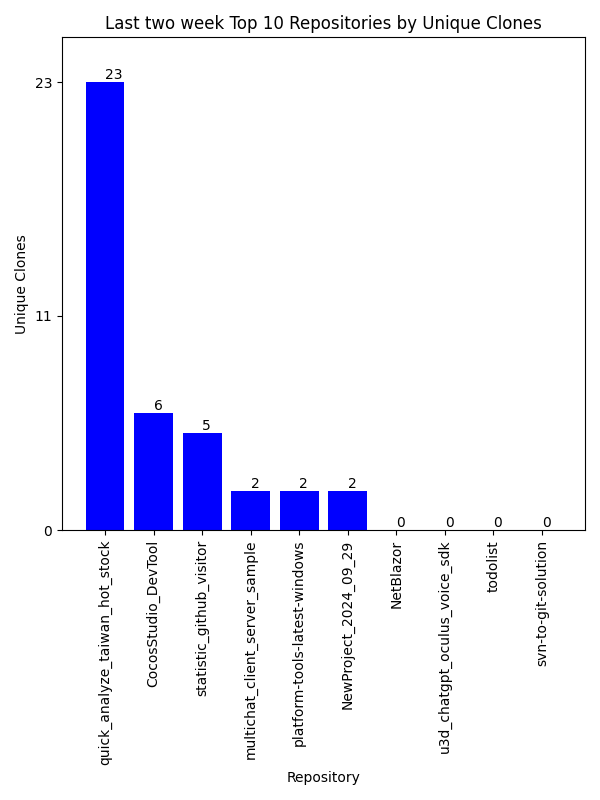 Last two week Top 10 Repositories by Unique Clones
Unique Clones
23
11
0
23
6
5
2
2
2
0
0
0
0
quick_analyze_taiwan_hot_stock
CocosStudio_DevTool
statistic_github_visitor
multichat_client_server_sample
platform-tools-latest-windows
NewProject_2024_09_29
NetBlazor
u3d_chatgpt_oculus_voice_sdk
todolist
svn-to-git-solution
Repository